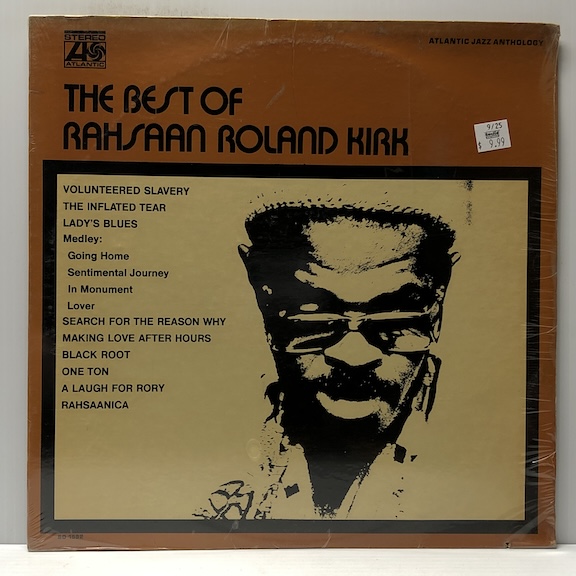 STEREO
ATLANTIC
ATLANTIC JAZZ ANTHOLOGY
THE BEST OF
RAHSAAN ROLAND KIRK
9/25
$ 9.99
VOLUNTEERED SLAVERY
THE INFLATED TEAR
LADY'S BLUES
Medley:
Going Home
Sentimental Journey
In Monument
Lover
SEARCH FOR THE REASON WHY
MAKING LOVE AFTER HOURS
BLACK ROOT
ONE TON
A LAUGH FOR RORY
RAHSAANICA